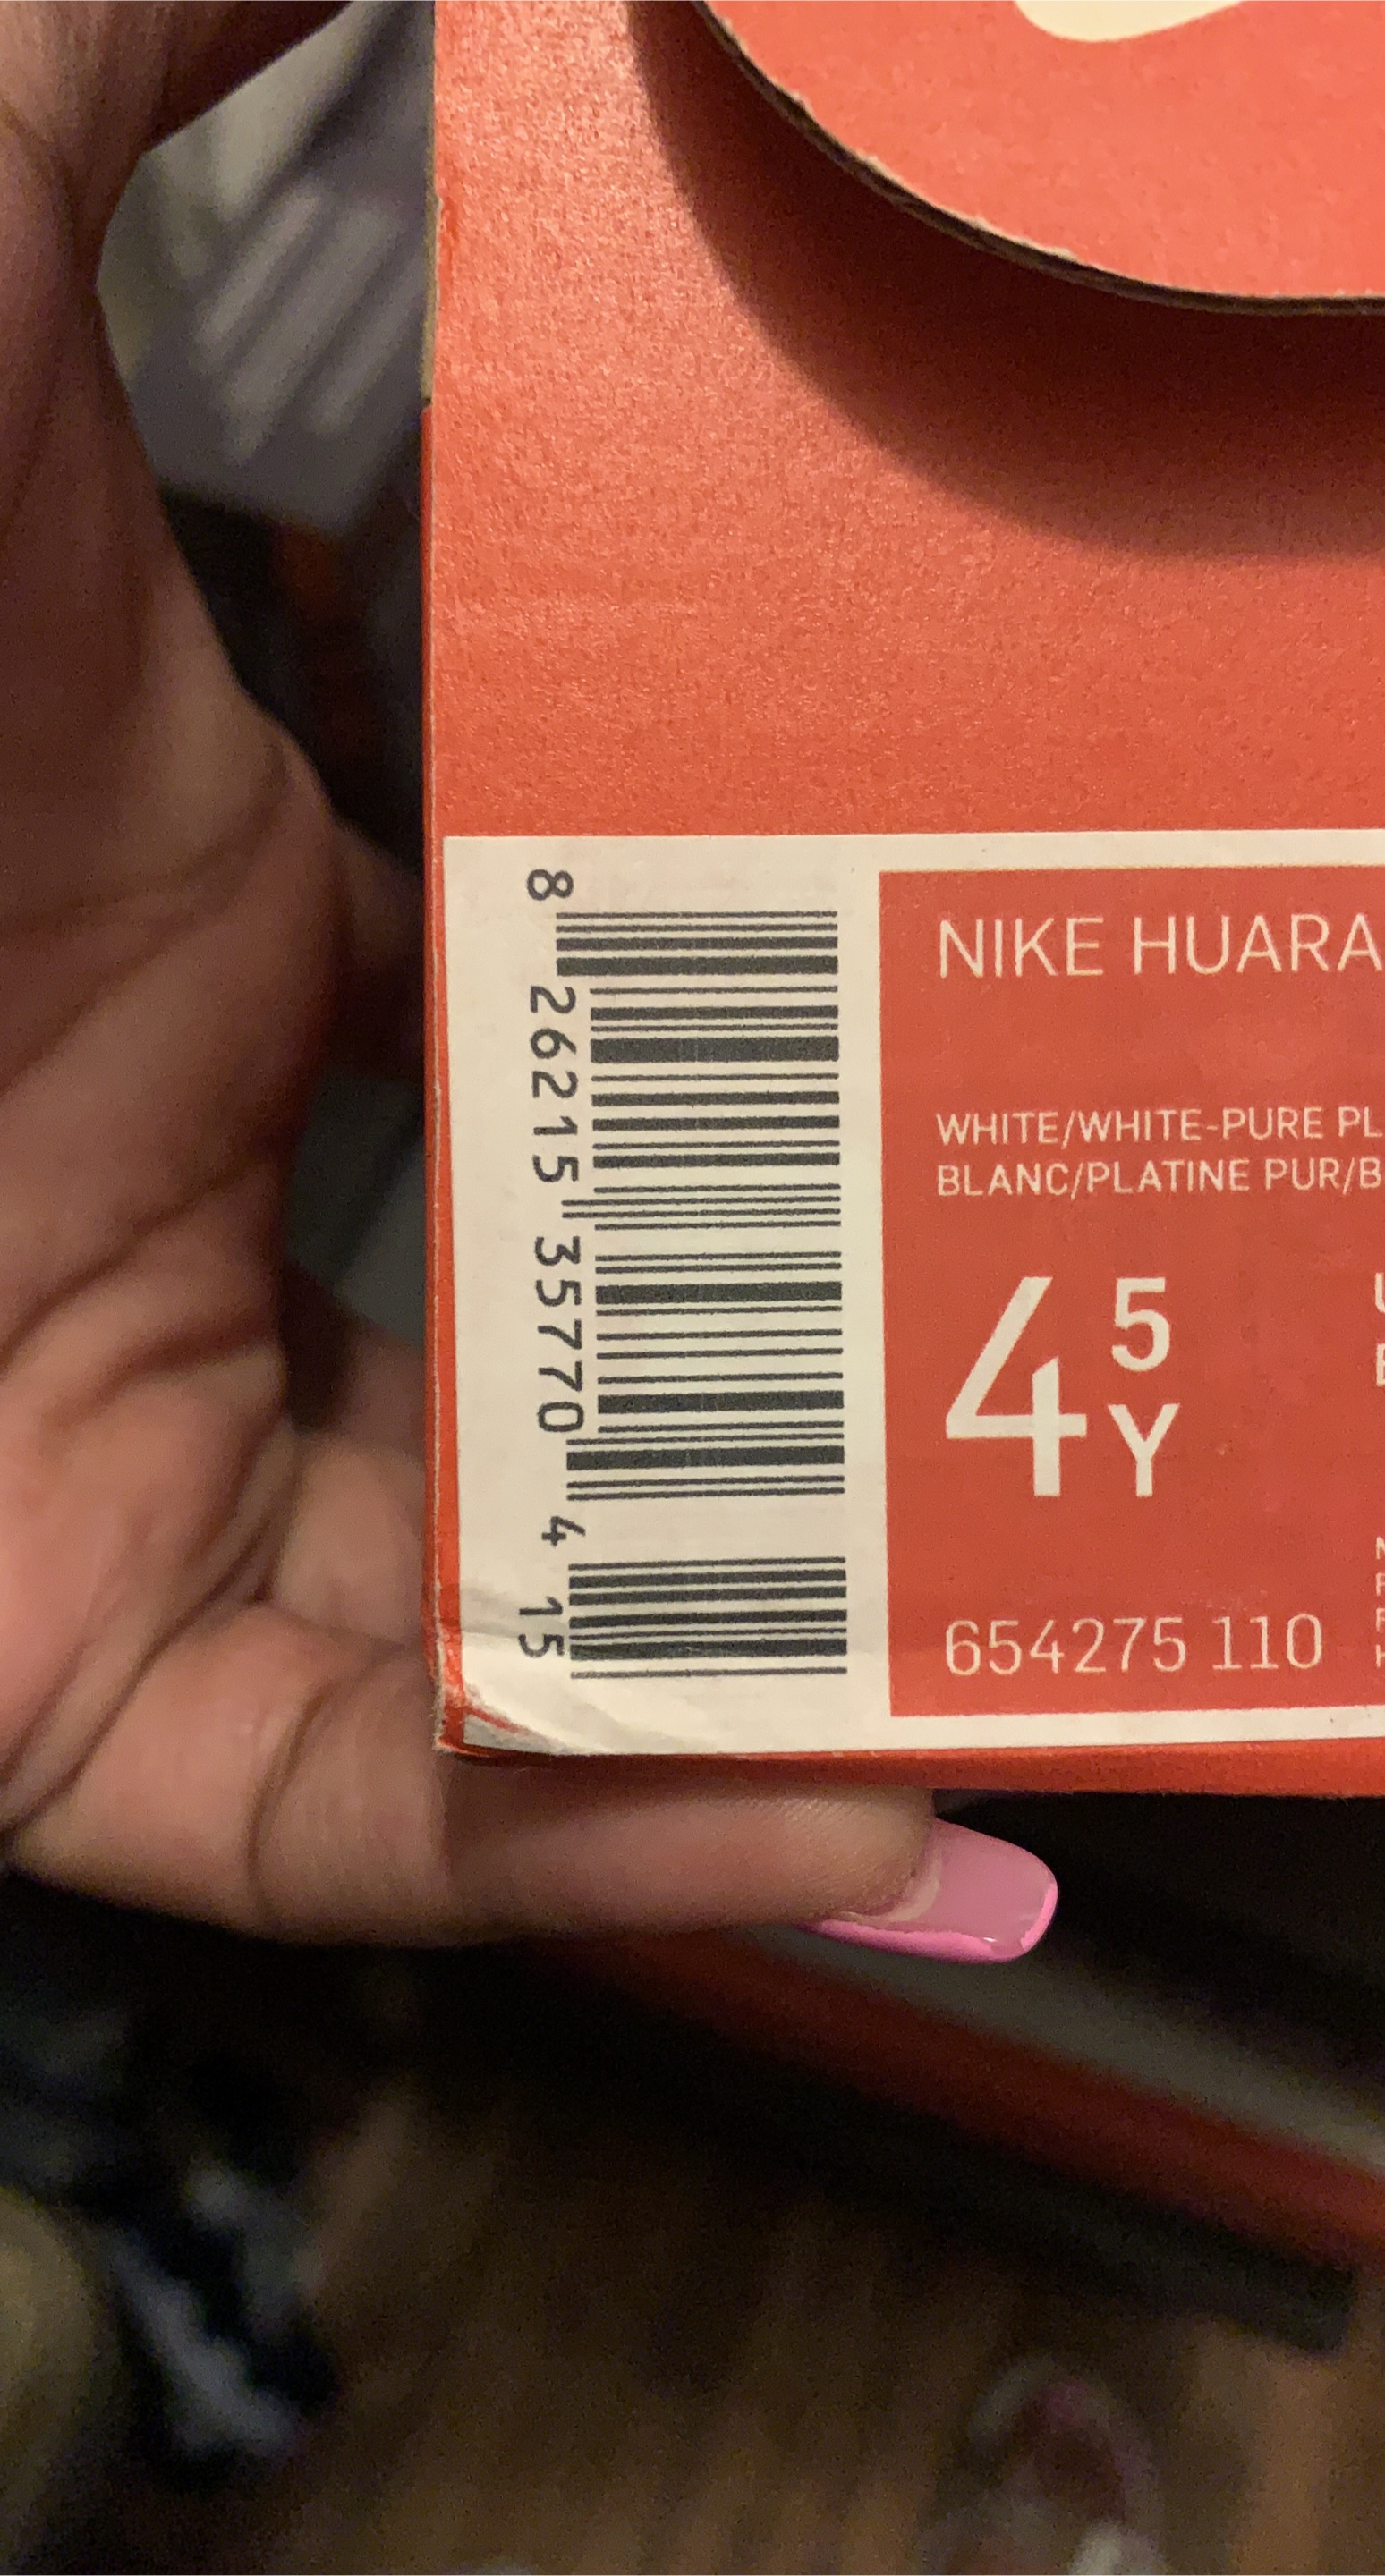 8 26215 35770 4 15
NIKE HUARA
WHITE/WHITE-PURE PL
BLANC/PLATINE PUR/B
4 5
Y
654275 110